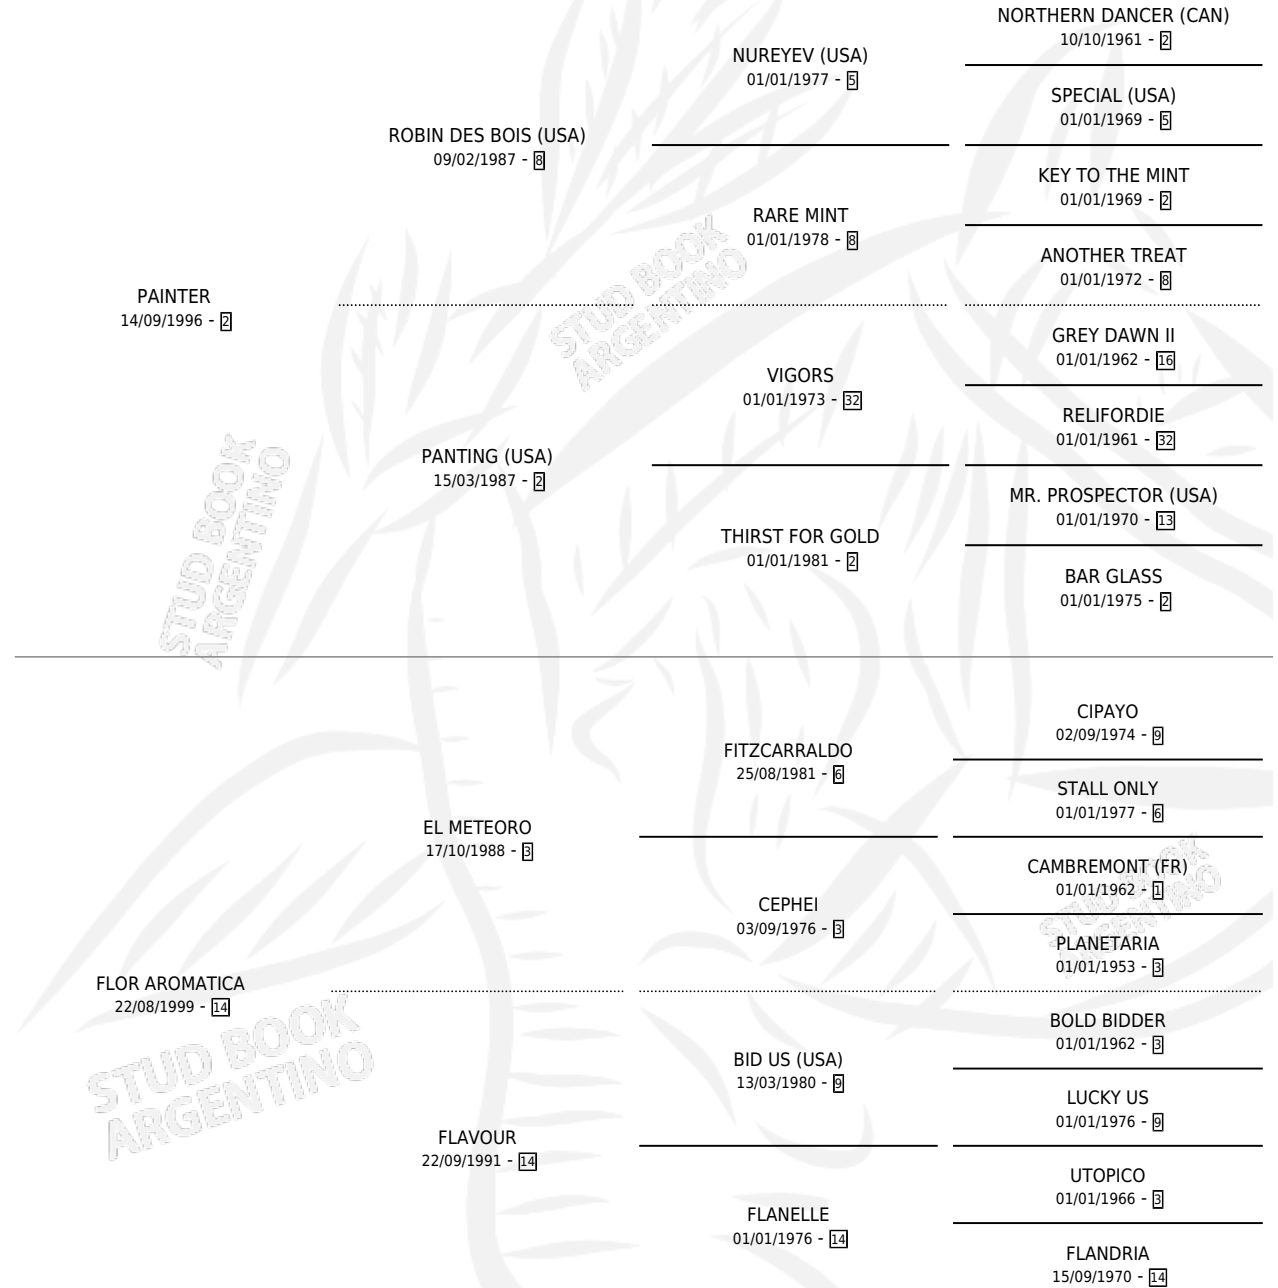 NORTHERN DANCER (CAN)
10/10/1961 - 2
NUREYEV (USA)
01/01/1977 - 5
SPECIAL (USA)
01/01/1969 - 5
ROBIN DES BOIS (USA)
09/02/1987 - 8
KEY TO THE MINT
01/01/1969 - 2
RARE MINT
01/01/1978 - 8
ANOTHER TREAT
01/01/1972 - 8
PAINTER
14/09/1996 - 2
GREY DAWN II
01/01/1962 - 16
VIGORS
01/01/1973 - 32
RELIFORDIE
01/01/1961 - 32
PANTING (USA)
15/03/1987 - 2
MR. PROSPECTOR (USA)
01/01/1970 - 13
THIRST FOR GOLD
01/01/1981 - 2
BAR GLASS
01/01/1975 - 2
CIPAYO
02/09/1974 - 9
FITZCARRALDO
25/08/1981 - 6
STALL ONLY
01/01/1977 - 6
EL METEORO
17/10/1988 - 3
CAMBREMONT (FR)
01/01/1962 - 1
CEPHEI
03/09/1976 - 3
PLANETARIA
01/01/1953 - 3
FLOR AROMATICA
22/08/1999 - 14
BOLD BIDDER
01/01/1962 - 3
BID US (USA)
13/03/1980 - 9
LUCKY US
01/01/1976 - 9
FLAVOUR
22/09/1991 - 14
UTOPICO
01/01/1966 - 3
FLANELLE
01/01/1976 - 14
FLANDRIA
15/09/1970 - 14
STUD BOOK
ARGENTINO
STUD BOOK
ARGENTINO
STUD BOOK
ARGENTINO
STUD BOOK
ARGENTINO